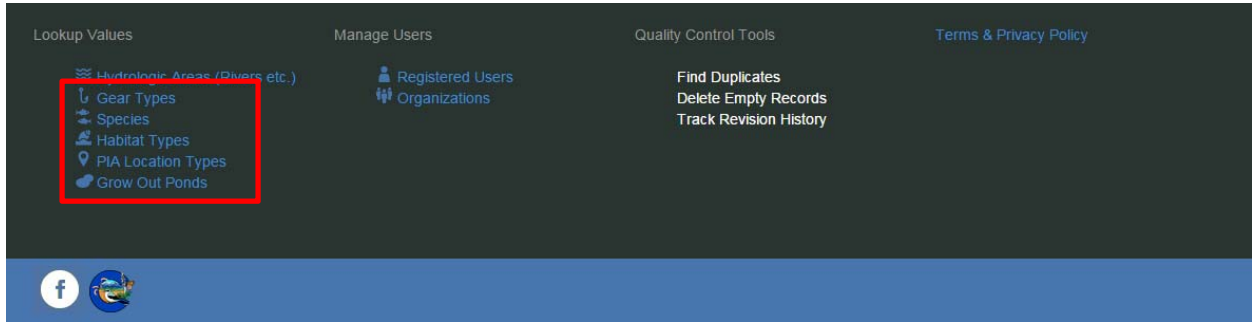 Lookup Values
Hydrologic Areas (Rivers etc.)
Gear Types
Species
Habitat Types
PIA Location Types
Grow Out Ponds
Manage Users
Registered Users
Organizations
Quality Control Tools
Find Duplicates
Delete Empty Records
Track Revision History
Terms & Privacy Policy
f